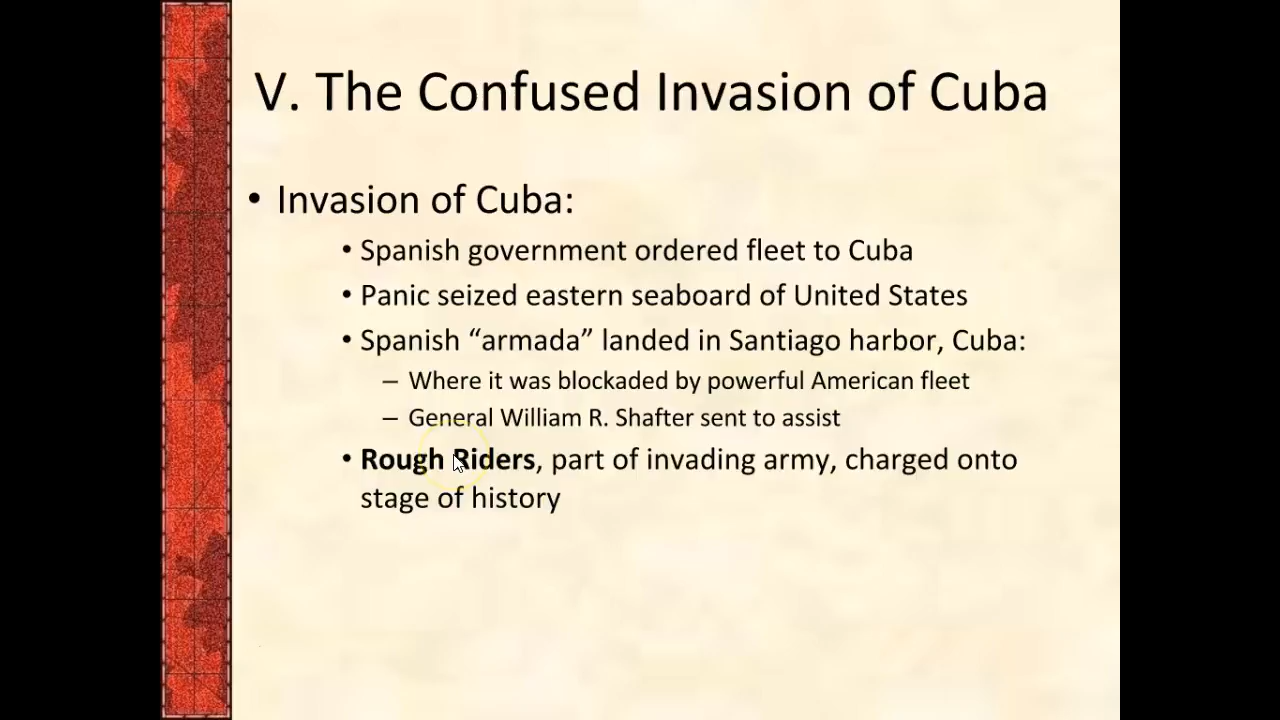 V. The Confused Invasion of Cuba
• Invasion of Cuba:
• Spanish government ordered fleet to Cuba
• Panic seized eastern seaboard of United States
• Spanish “armada” landed in Santiago harbor, Cuba:
– Where it was blockaded by powerful American fleet
– General William R. Shafter sent to assist
• Rough Riders, part of invading army, charged onto
stage of history